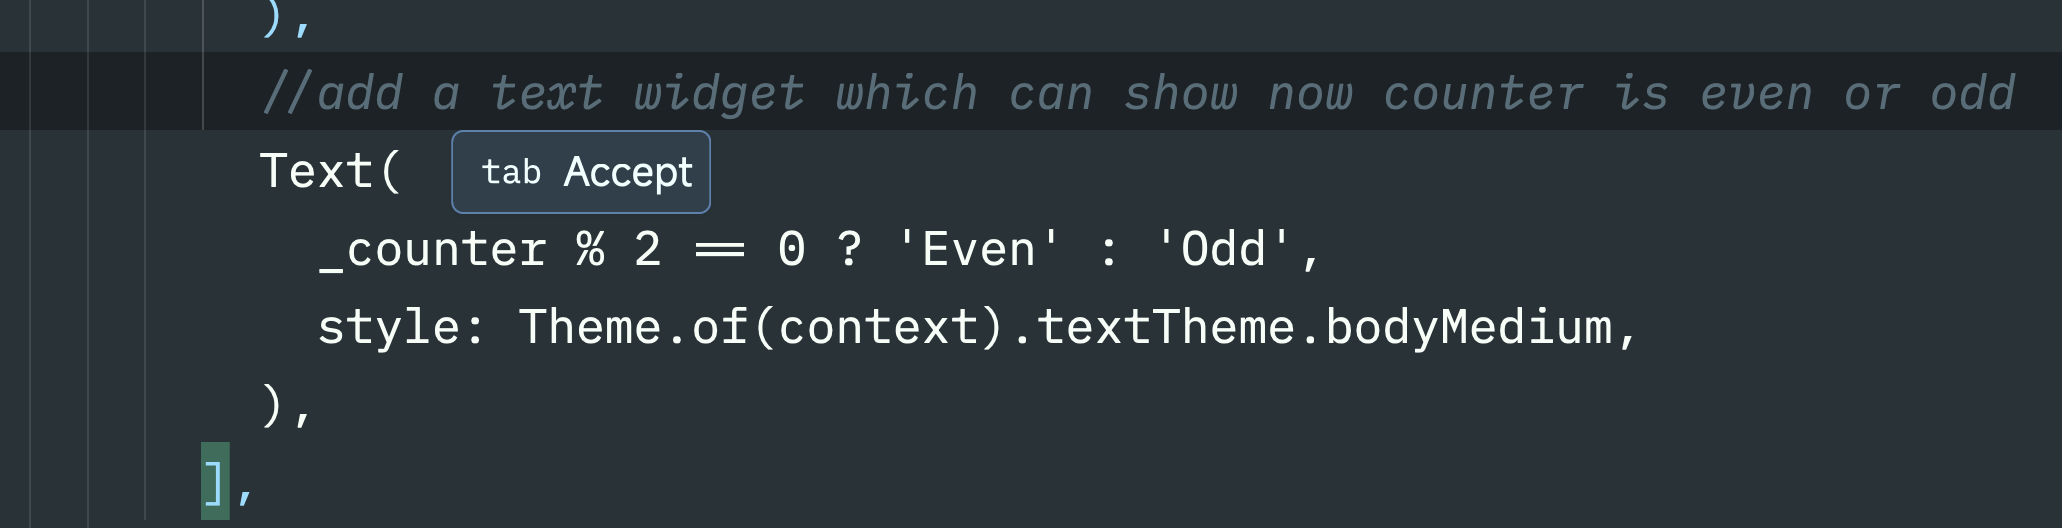 ),
//add a text widget which can show now counter is even or odd
Text( tab Accept
_counter % 2 == 0 ? 'Even' : 'Odd',
style: Theme.of(context).textTheme.bodyMedium,
),
],